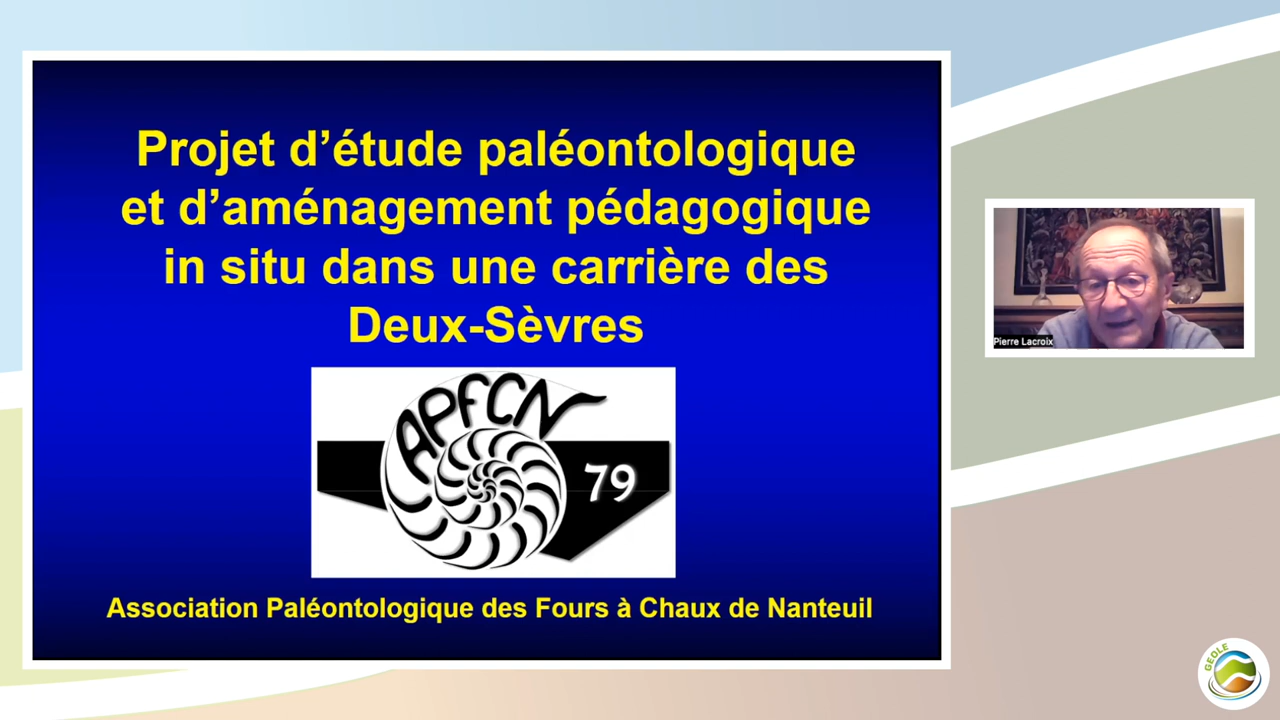 Projet d’étude paléontologique
et d’aménagement pédagogique
in situ dans une carrière des
Deux-Sèvres
APFCN
79
Association Paléontologique des Fours à Chaux de Nanteuil
Pierre Lacroix
GEOLE